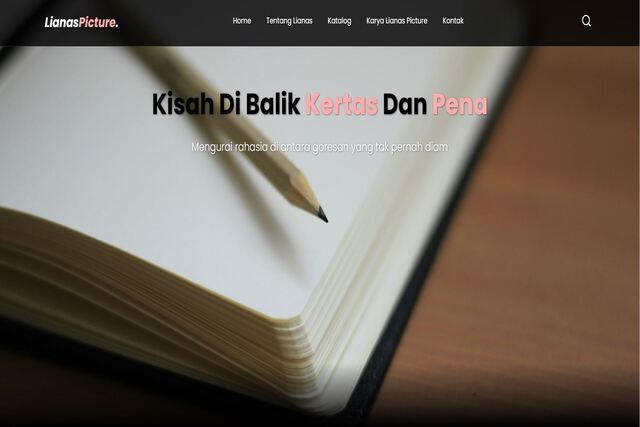 LianasPicture.
Home Tentang Lianas Katalog Karya Lianas Picture Kontak
Kisah Di Balik Kertas Dan Pena
Mengurai rahasia di antara goresan yang tak pernah diam